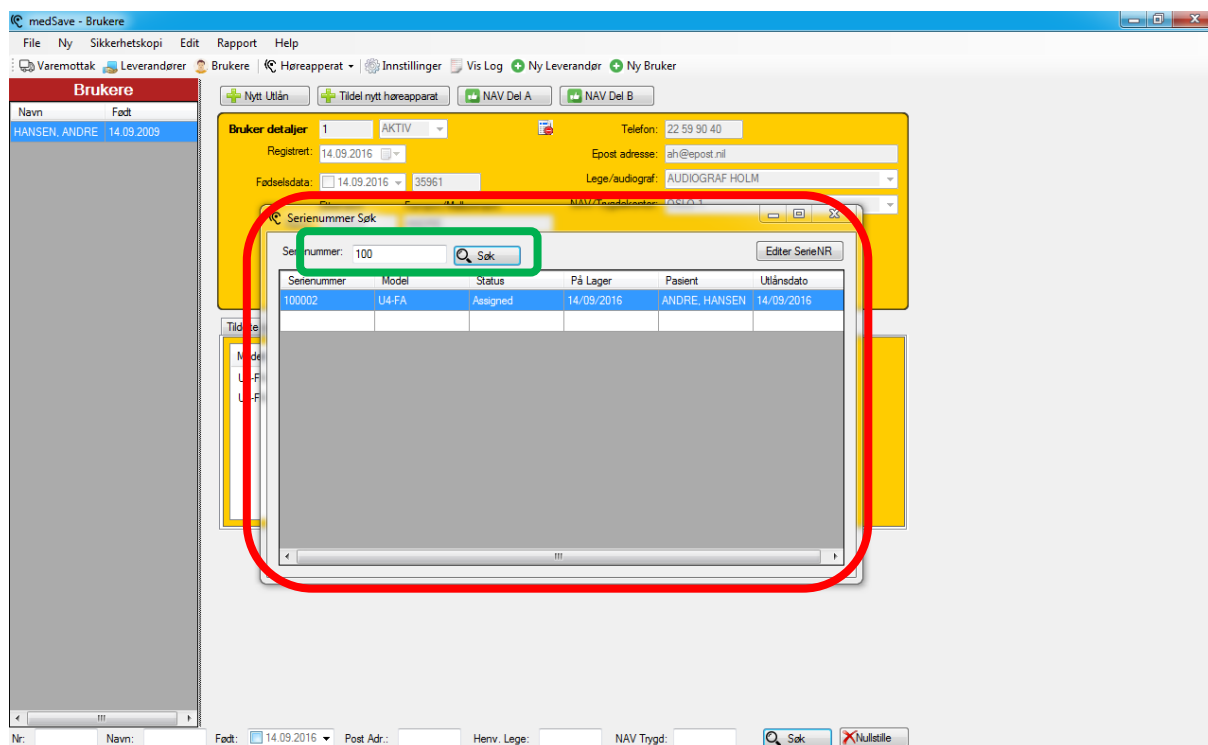 medSave - Brukere
File Ny Sikkerhetskopi Edit Rapport Help
Varemottak Leverandører Brukere Høreapperat Innstillinger Vis Log Ny Leverandør Ny Bruker
Brukere
Navn Født
HANSEN, ANDRE 14.09.2009
Nytt Utlån Tildel nytt høreapparat NAV Del A NAV Del B
Bruker detaljer 1 AKTIV Telefon: 22 59 90 40
Registrert: 14.09.2016 Epost adresse: ah@epost.nil
Fødselsdata: 14.09.2016 35961 Lege/audiograf: AUDIOGRAF HOLM
NAV/Trygdekontor: OSLO 1
Serienummer Søk
Serienummer: 100 Søk Editer SerieNR
Serienummer Model Status På Lager Pasient Utlånsdato
100002 U4-FA Assigned 14/09/2016 ANDRE, HANSEN 14/09/2016
Nr: Navn: Født: 14.09.2016 Post Adr.: Henv. Lege: NAV Trygd: Søk Nullstille